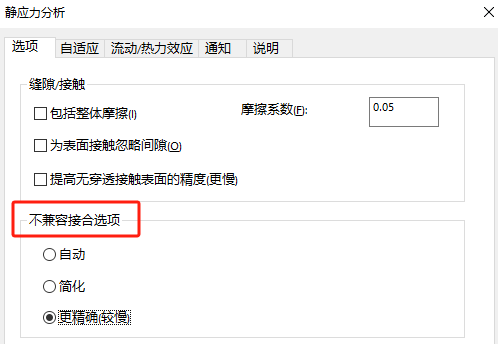 静应力分析
选项 自适应 流动/热力效应 通知 说明
缝隙/接触
包括整体摩擦(I) 摩擦系数(F): 0.05
为表面接触忽略间隙(O)
提高无穿透接触表面的精度(更慢)
不兼容接合选项
自动
简化
更精确(较慢)